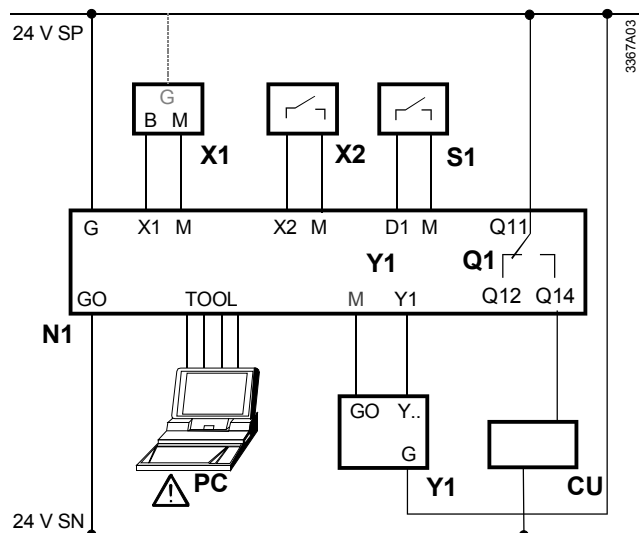 24 V SP
3367A03
G
B M
X1
X2
S1
G X1 M X2 M D1 M Q11
Y1 Q1
GO TOOL M Y1 Q12 Q14
N1
GO Y..
G
PC
Y1
CU
24 V SN